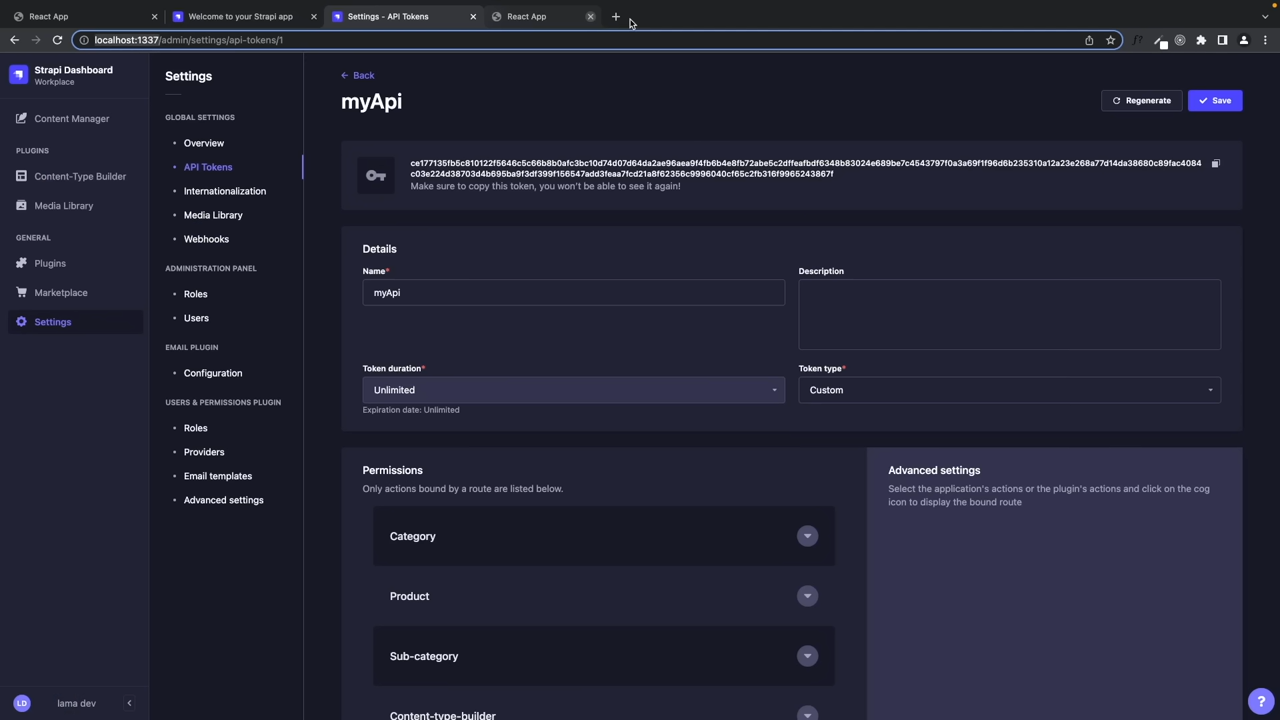 React App
Welcome to your Strapi app
Settings - API Tokens
React App
localhost:1337/admin/settings/api-tokens/1
Strapi Dashboard
Workplace
Content Manager
PLUGINS
Content-Type Builder
Media Library
GENERAL
Plugins
Marketplace
Settings
LD
lama dev
Settings
GLOBAL SETTINGS
Overview
API Tokens
Internationalization
Media Library
Webhooks
ADMINISTRATION PANEL
Roles
Users
EMAIL PLUGIN
Configuration
USERS & PERMISSIONS PLUGIN
Roles
Providers
Email templates
Advanced settings
Back
myApi
Regenerate
Save
Make sure to copy this token, you won't be able to see it again!
Details
Name*
myApi
Description
Token duration*
Unlimited
Expiration date: Unlimited
Token type*
Custom
Permissions
Only actions bound by a route are listed below.
Category
Product
Sub-category
Content-type-builder
Advanced settings
Select the application's actions or the plugin's actions and click on the cog
icon to display the bound route
?